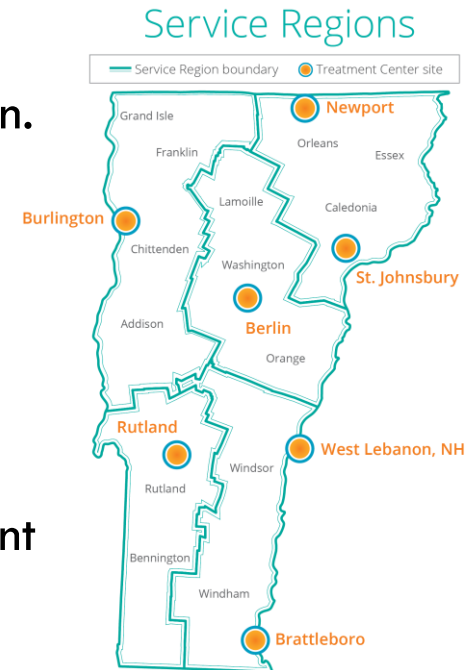 Service Regions
Service Region boundary Treatment Center site
n.
Grand Isle
Newport
Orleans
Franklin
Essex
Lamoille
Caledonia
Burlington
Chittenden
Washington
St. Johnsbury
Addison
Berlin
Orange
Rutland
West Lebanon, NH
Windsor
Rutland
nt
Bennington
Windham
Brattleboro